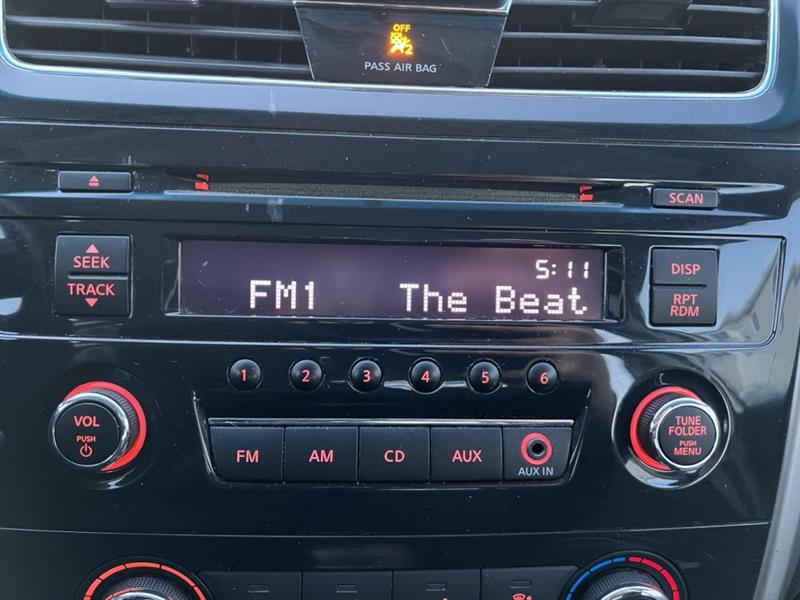 OFF
2
PASS AIR BAG
SCAN
SEEK
TRACK
5:11
FM1 The Beat
DISP
RPT
RDM
1 2 3 4 5 6
VOL
PUSH
TUNE
FOLDER
PUSH
MENU
FM AM CD AUX
AUX IN